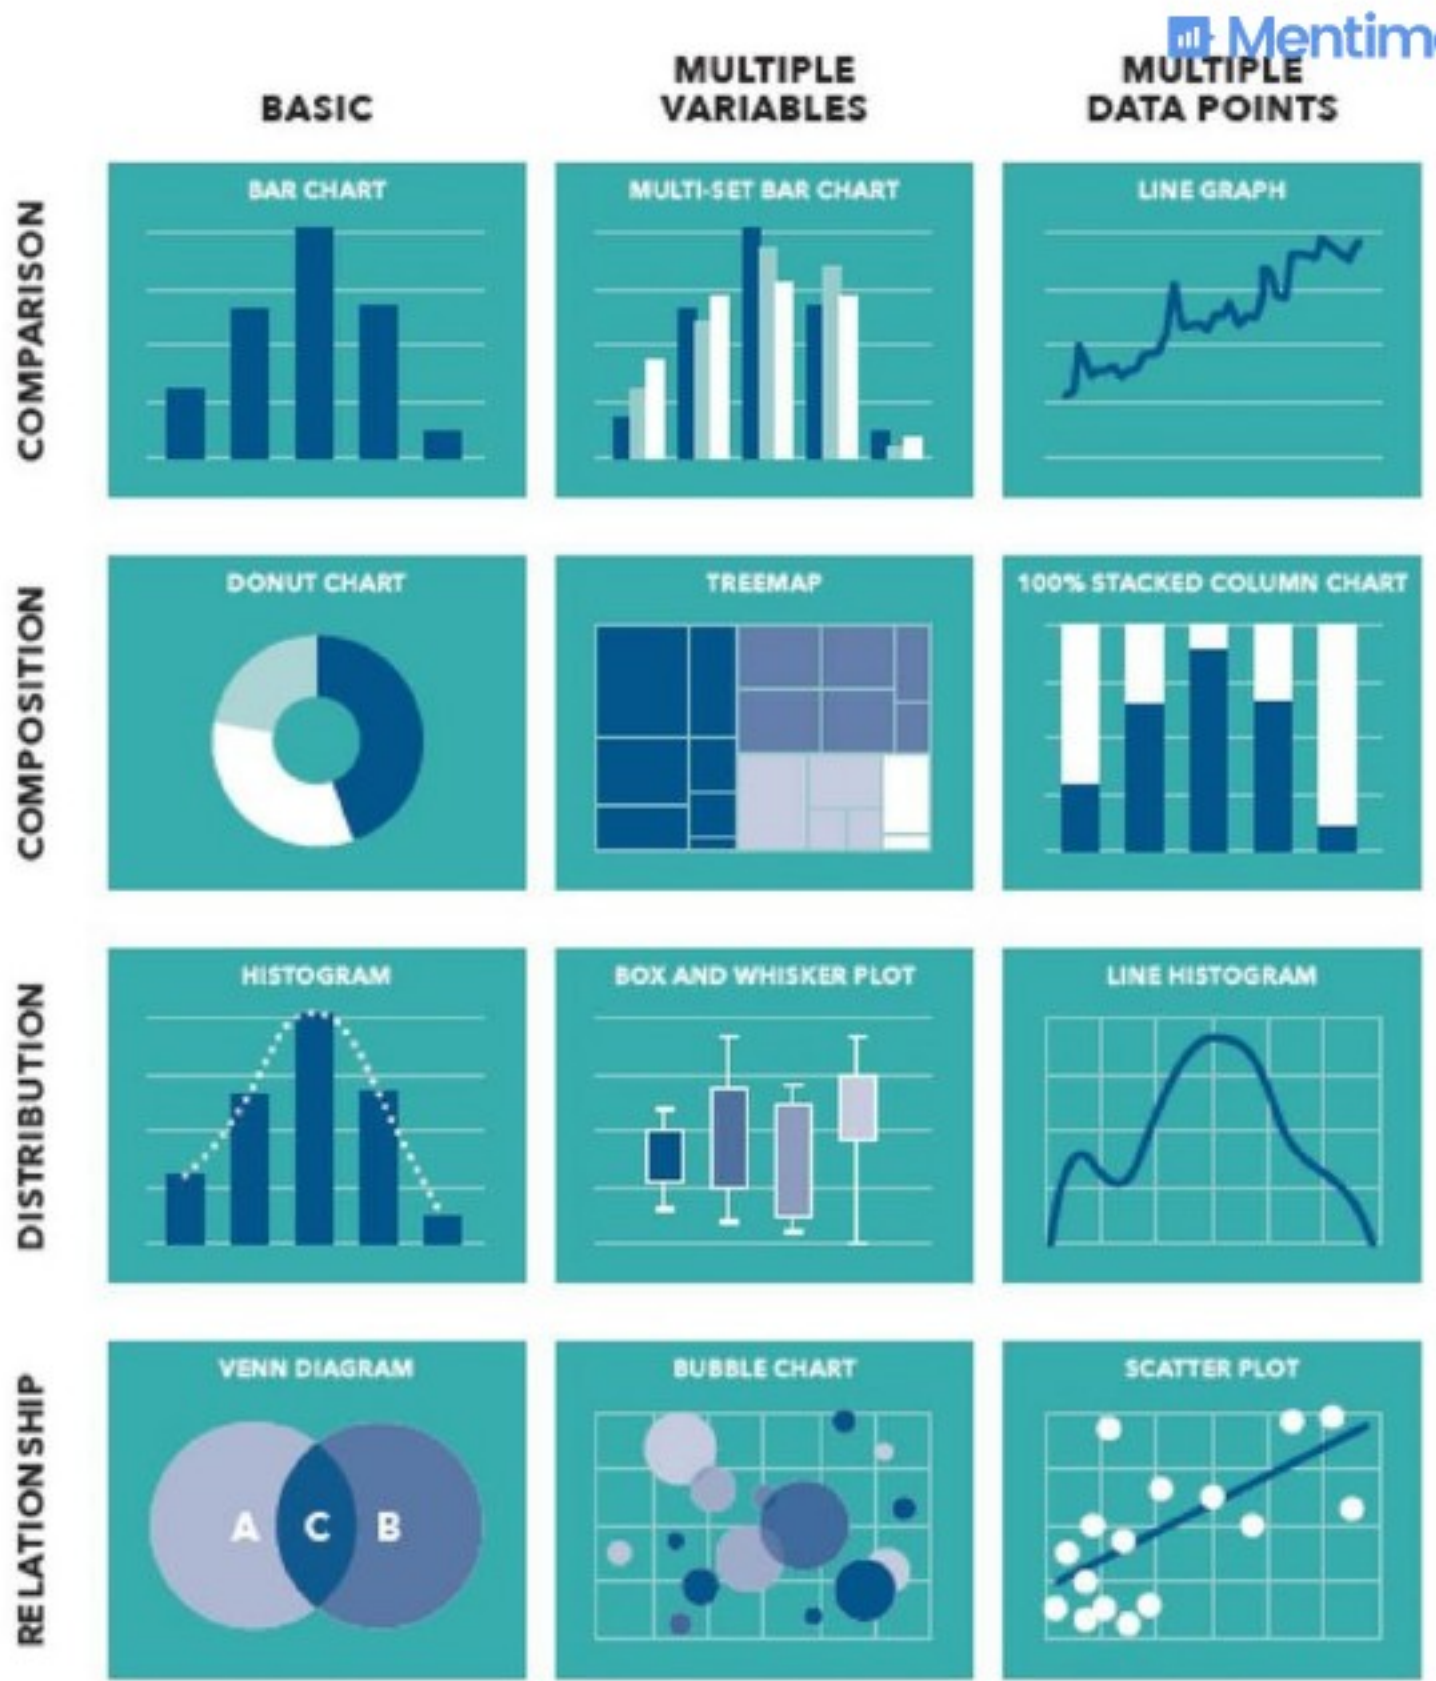 Mentim
BASIC
MULTIPLE
VARIABLES
MULTIPLE
DATA POINTS
COMPARISON
BAR CHART
MULTI-SET BAR CHART
LINE GRAPH
COMPOSITION
DONUT CHART
TREEMAP
100% STACKED COLUMN CHART
DISTRIBUTION
HISTOGRAM
BOX AND WHISKER PLOT
LINE HISTOGRAM
RELATIONSHIP
VENN DIAGRAM
A C B
BUBBLE CHART
SCATTER PLOT